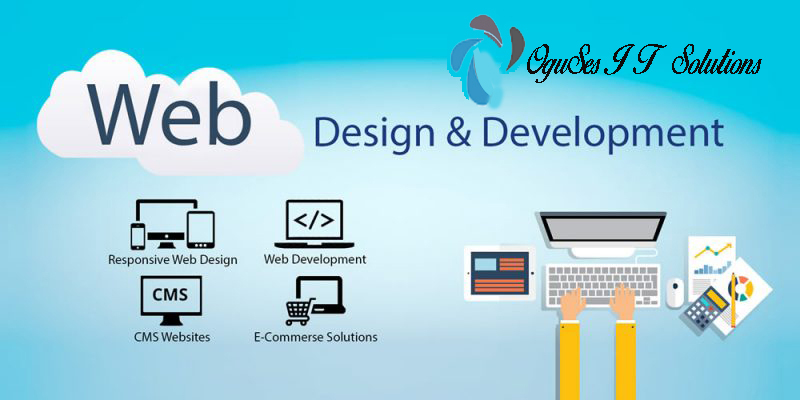 OguSes I T Solutions
Web
Design & Development
</>
Responsive Web Design
Web Development
CMS
CMS Websites
E-Commerse Solutions